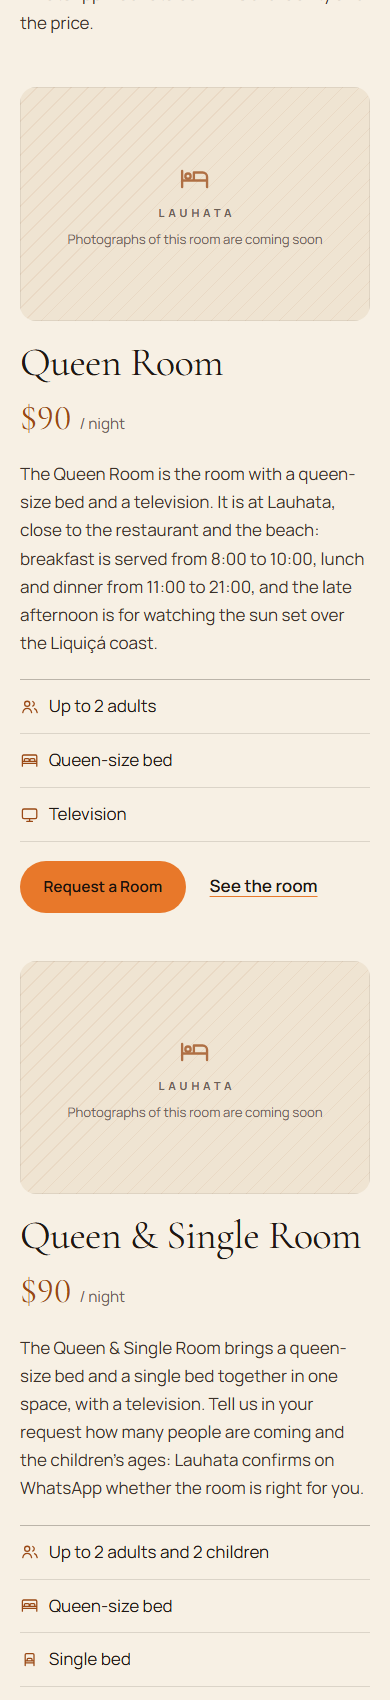 the price.
LAUHATA
Photographs of this room are coming soon
Queen Room
$90 / night
The Queen Room is the room with a queen-
size bed and a television. It is at Lauhata,
close to the restaurant and the beach:
breakfast is served from 8:00 to 10:00, lunch
and dinner from 11:00 to 21:00, and the late
afternoon is for watching the sun set over
the Liquiçá coast.
Up to 2 adults
Queen-size bed
Television
Request a Room
See the room
LAUHATA
Photographs of this room are coming soon
Queen & Single Room
$90 / night
The Queen & Single Room brings a queen-
size bed and a single bed together in one
space, with a television. Tell us in your
request how many people are coming and
the children’s ages: Lauhata confirms on
WhatsApp whether the room is right for you.
Up to 2 adults and 2 children
Queen-size bed
Single bed